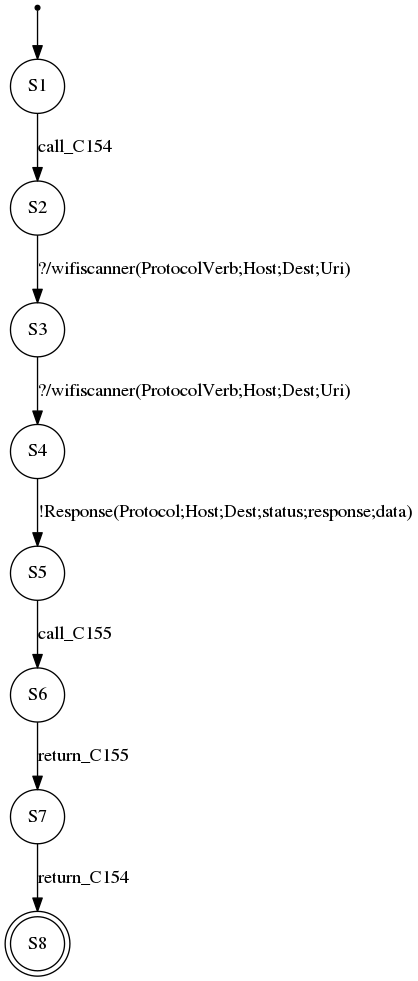 S1
call_C154
S2
?/wifiscanner(ProtocolVerb;Host;Dest;Uri)
S3
?/wifiscanner(ProtocolVerb;Host;Dest;Uri)
S4
!Response(Protocol;Host;Dest;status;response;data)
S5
call_C155
S6
return_C155
S7
return_C154
S8